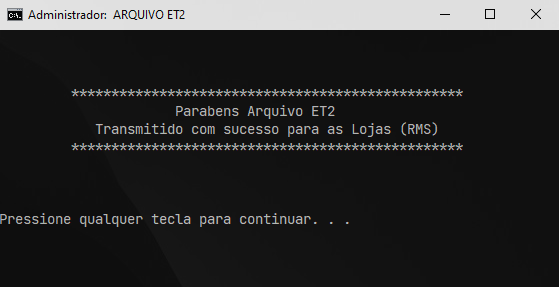 Administrador: ARQUIVO ET2
*************************************************
Parabens Arquivo ET2
Transmitido com sucesso para as Lojas (RMS)
*************************************************
Pressione qualquer tecla para continuar. . .